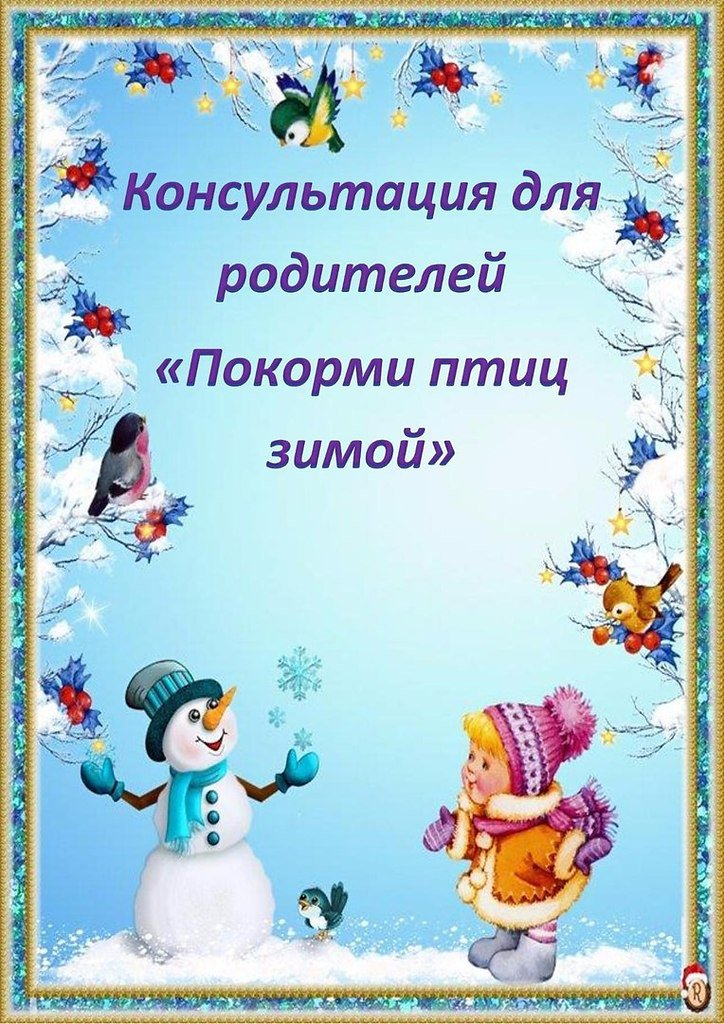 Консультация для
родителей
«Покорми птиц
зимой»
R